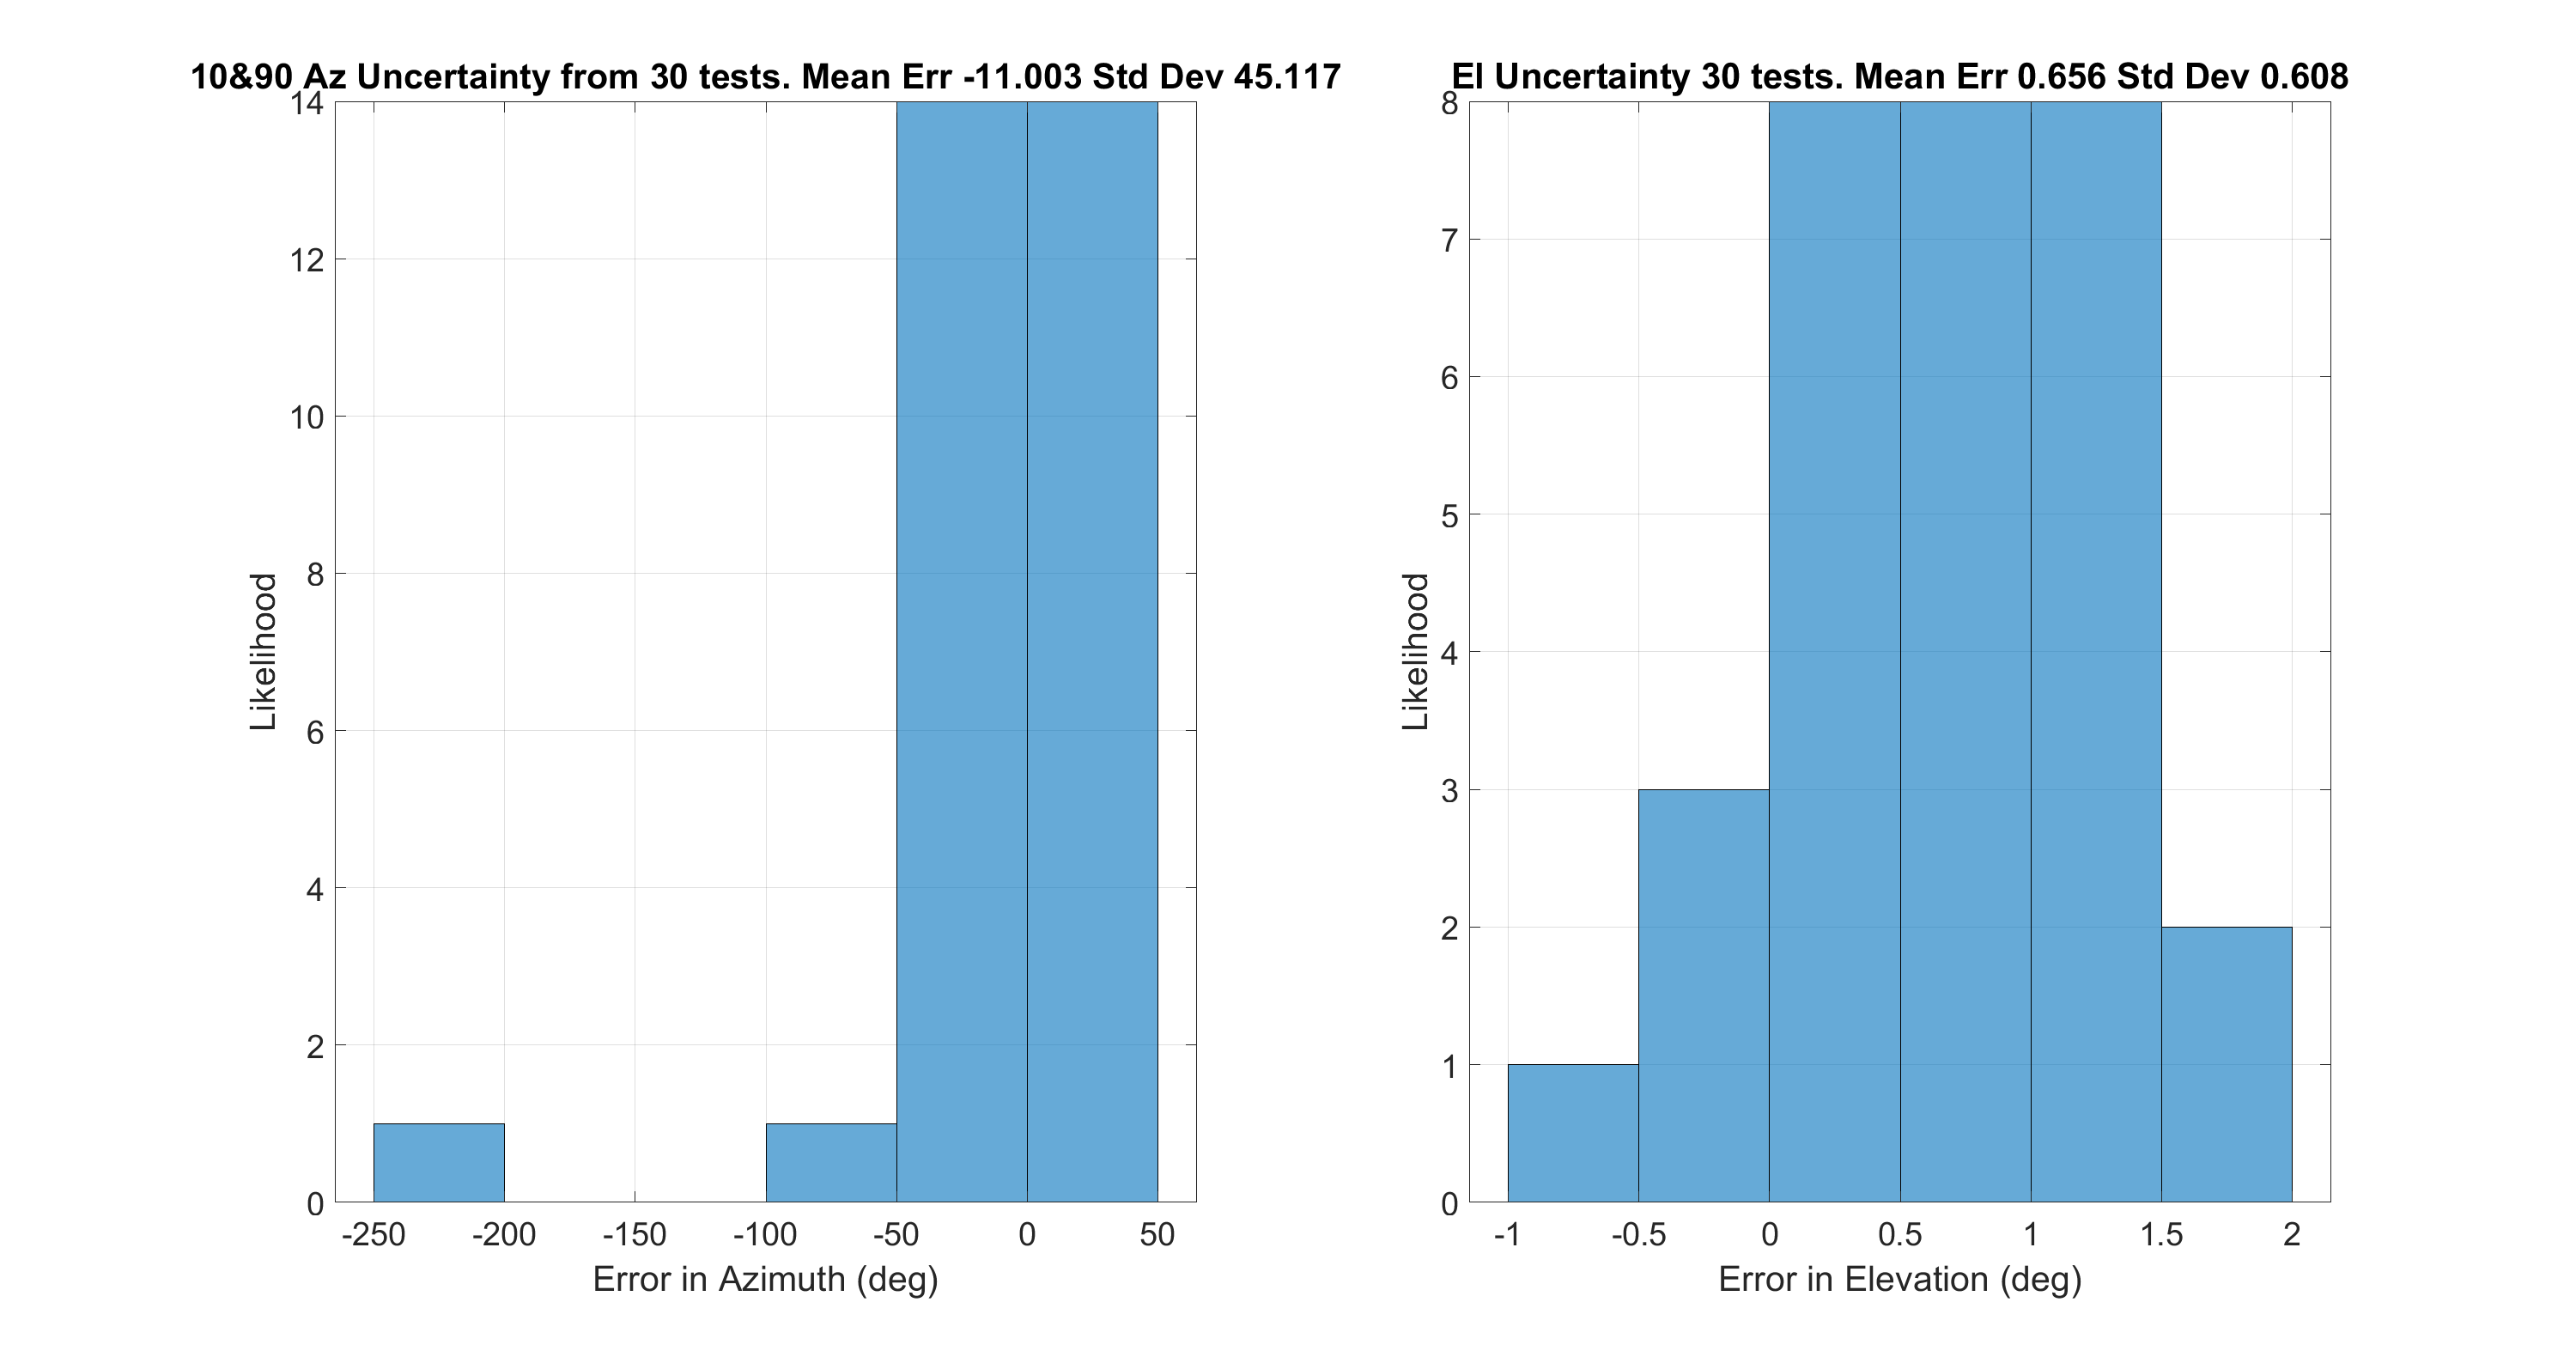 10&90 Az Uncertainty from 30 tests. Mean Err -11.003 Std Dev 45.117
14
12
10
8
6
4
2
0
Likelihood
-250 -200 -150 -100 -50 0 50
Error in Azimuth (deg)
El Uncertainty 30 tests. Mean Err 0.656 Std Dev 0.608
8
7
6
5
4
3
2
1
0
Likelihood
-1 -0.5 0 0.5 1 1.5 2
Error in Elevation (deg)